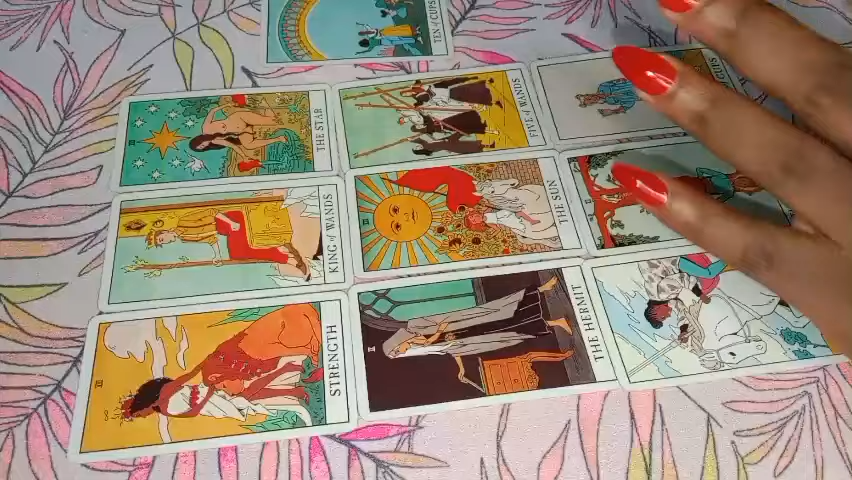 TEN of CUPS
THE STAR
FIVE of WANDS
KING of WANDS
THE SUN
STRENGTH
THE HERMIT